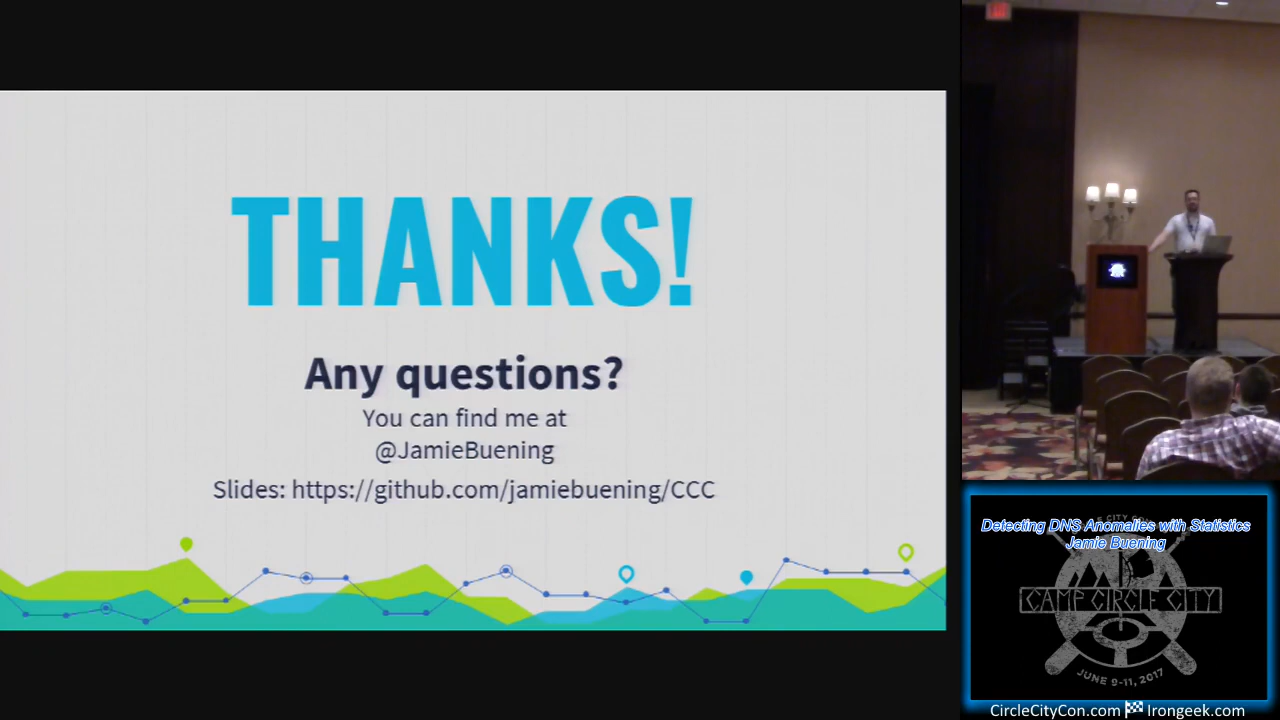 THANKS!
Any questions?
You can find me at
@JamieBuening
Slides: https://github.com/jamiebuening/CCC
Detecting DNS Anomalies with Statistics
Jamie Buening
CAMP CIRCLE CITY
JUNE 9-11, 2017
CircleCityCon.com Irongeek.com